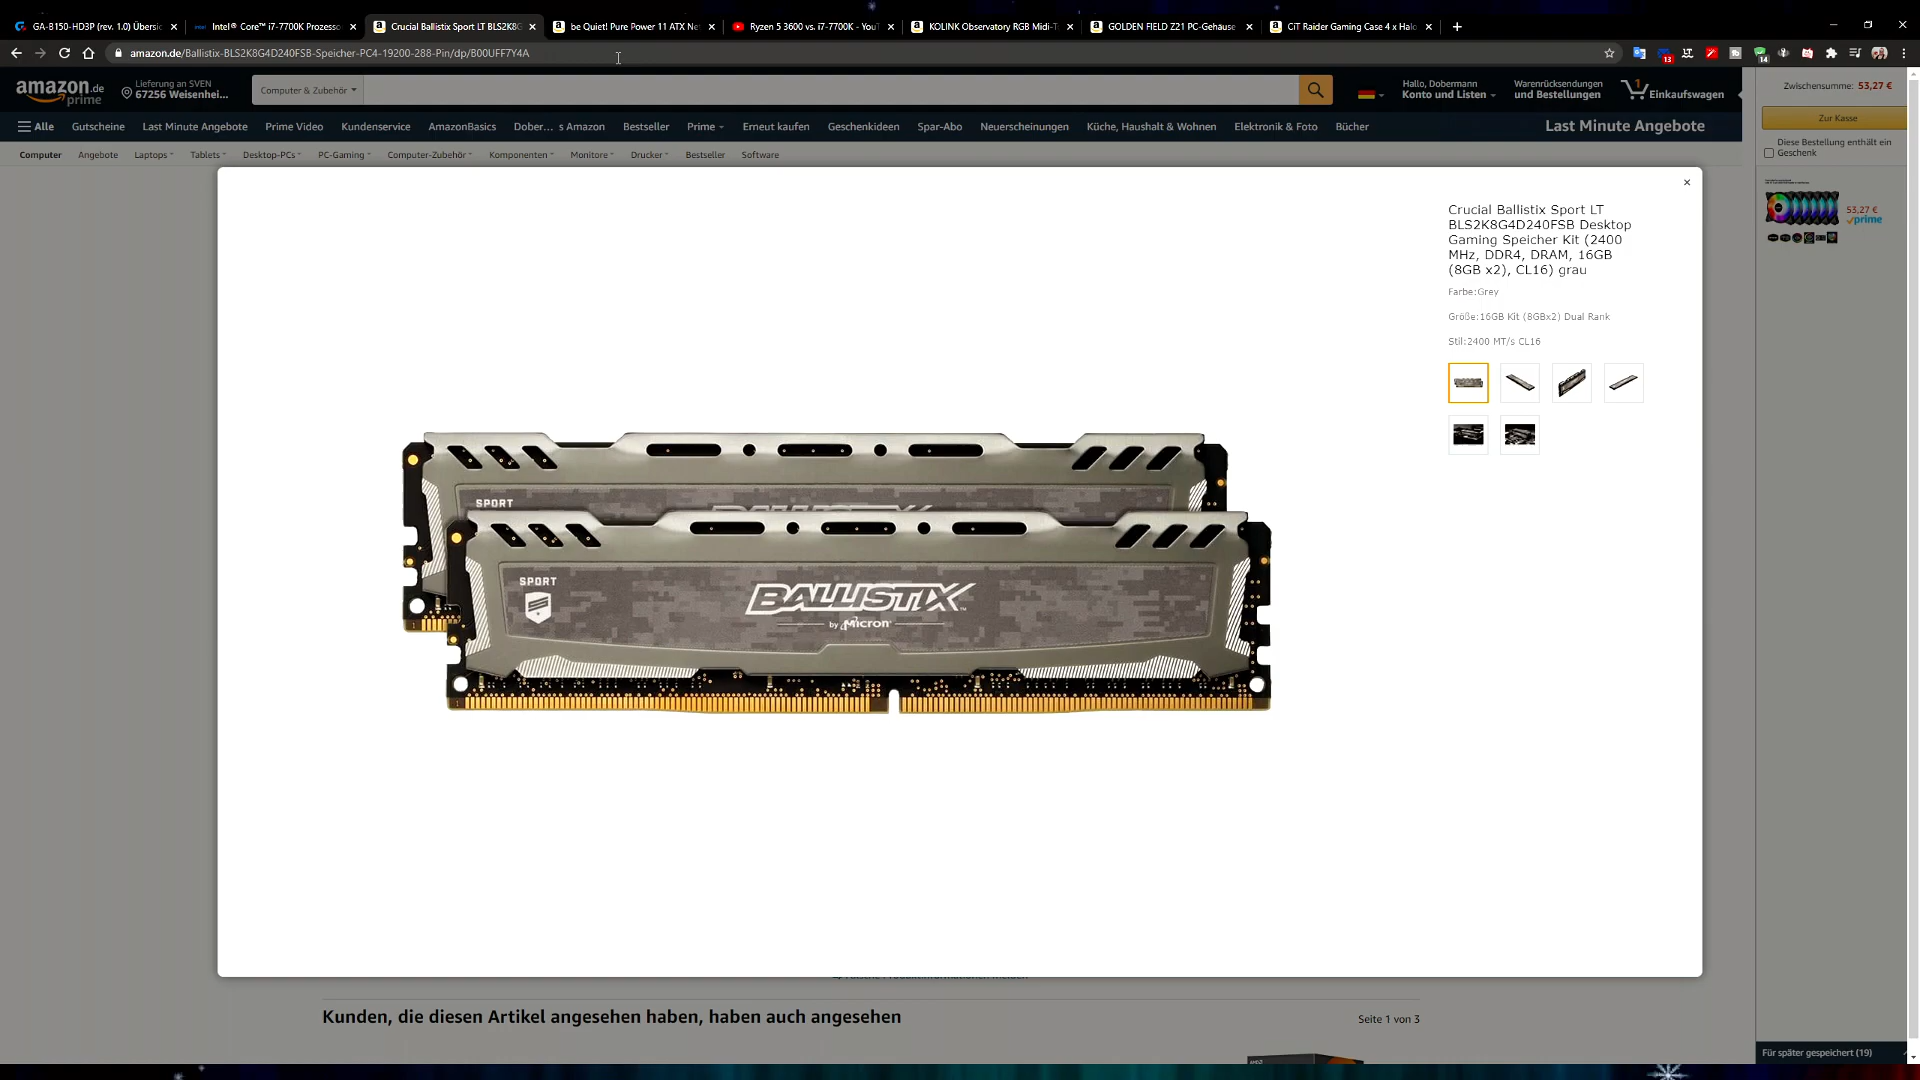 GA-B150-HD3P (rev. 1.0) Übersic
Intel® Core™ i7-7700K Prozesso
Crucial Ballistix Sport LT BLS2K8G
be Quiet! Pure Power 11 ATX Ne
Ryzen 5 3600 vs. i7-7700K - YouT
KOLINK Observatory RGB Midi-T
GOLDEN FIELD Z21 PC-Gehäuse
CiT Raider Gaming Case 4 x Halo
amazon.de/Ballistix-BLS2K8G4D240FSB-Speicher-PC4-19200-288-Pin/dp/B00UFF7Y4A
13
14
amazon.de
prime
Lieferung an SVEN
67256 Weisenhei...
Computer & Zubehör
Hallo, Dobermann
Konto und Listen
Warenrücksendungen
und Bestellungen
1
Einkaufswagen
Alle
Gutscheine
Last Minute Angebote
Prime Video
Kundenservice
AmazonBasics
Dober... s Amazon
Bestseller
Prime
Erneut kaufen
Geschenkideen
Spar-Abo
Neuerscheinungen
Küche, Haushalt & Wohnen
Elektronik & Foto
Bücher
Last Minute Angebote
Computer
Angebote
Laptops
Tablets
Desktop-PCs
PC-Gaming
Computer-Zubehör
Komponenten
Monitore
Drucker
Bestseller
Software
Zwischensumme: 53,27 €
Zur Kasse
Diese Bestellung enthält ein
Geschenk
53,27 €
prime
Crucial Ballistix Sport LT
BLS2K8G4D240FSB Desktop
Gaming Speicher Kit (2400
MHz, DDR4, DRAM, 16GB
(8GB x2), CL16) grau
Farbe:Grey
Größe:16GB Kit (8GBx2) Dual Rank
Stil:2400 MT/s CL16
SPORT
SPORT
BALLISTIX™
by Micron®
Kunden, die diesen Artikel angesehen haben, haben auch angesehen
Seite 1 von 3
AMD
Für später gespeichert (19)